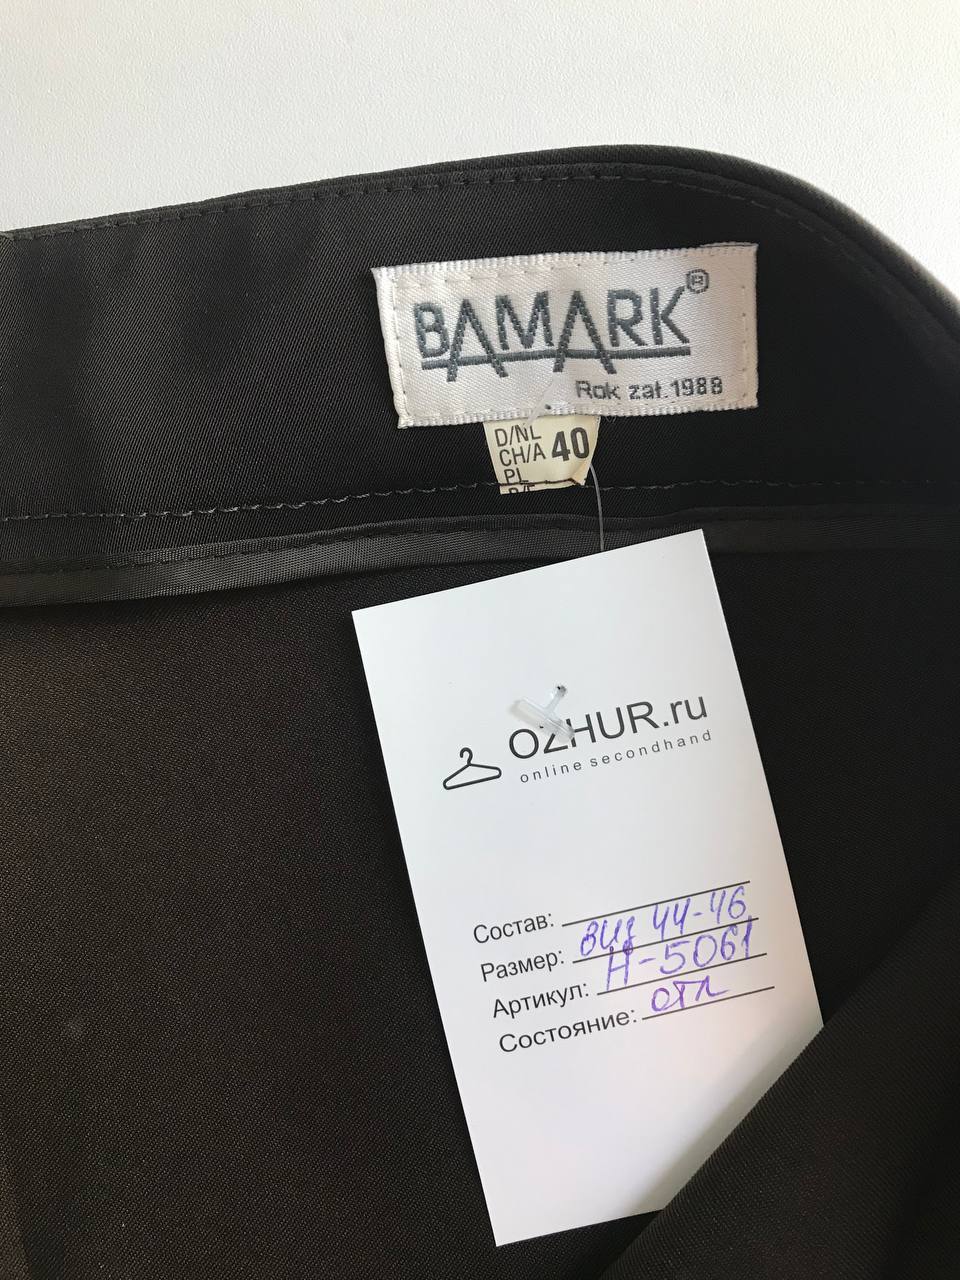 BAMARK®
Rok zał. 1988
D/NL
CH/A 40
PL
OZHUR.ru
online secondhand
Состав:
Размер: виз 44-46
Артикул: Н-5061
Состояние: отл